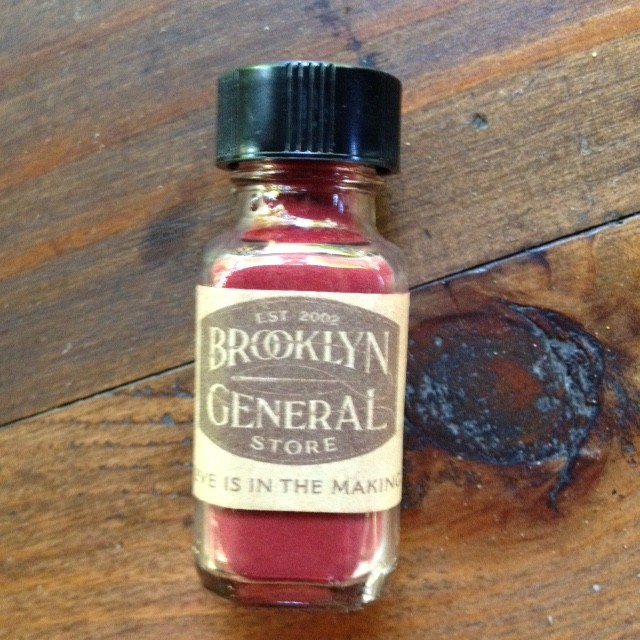 EST 2002
BROOKLYN
GENERAL
STORE
IS IN THE MAKING